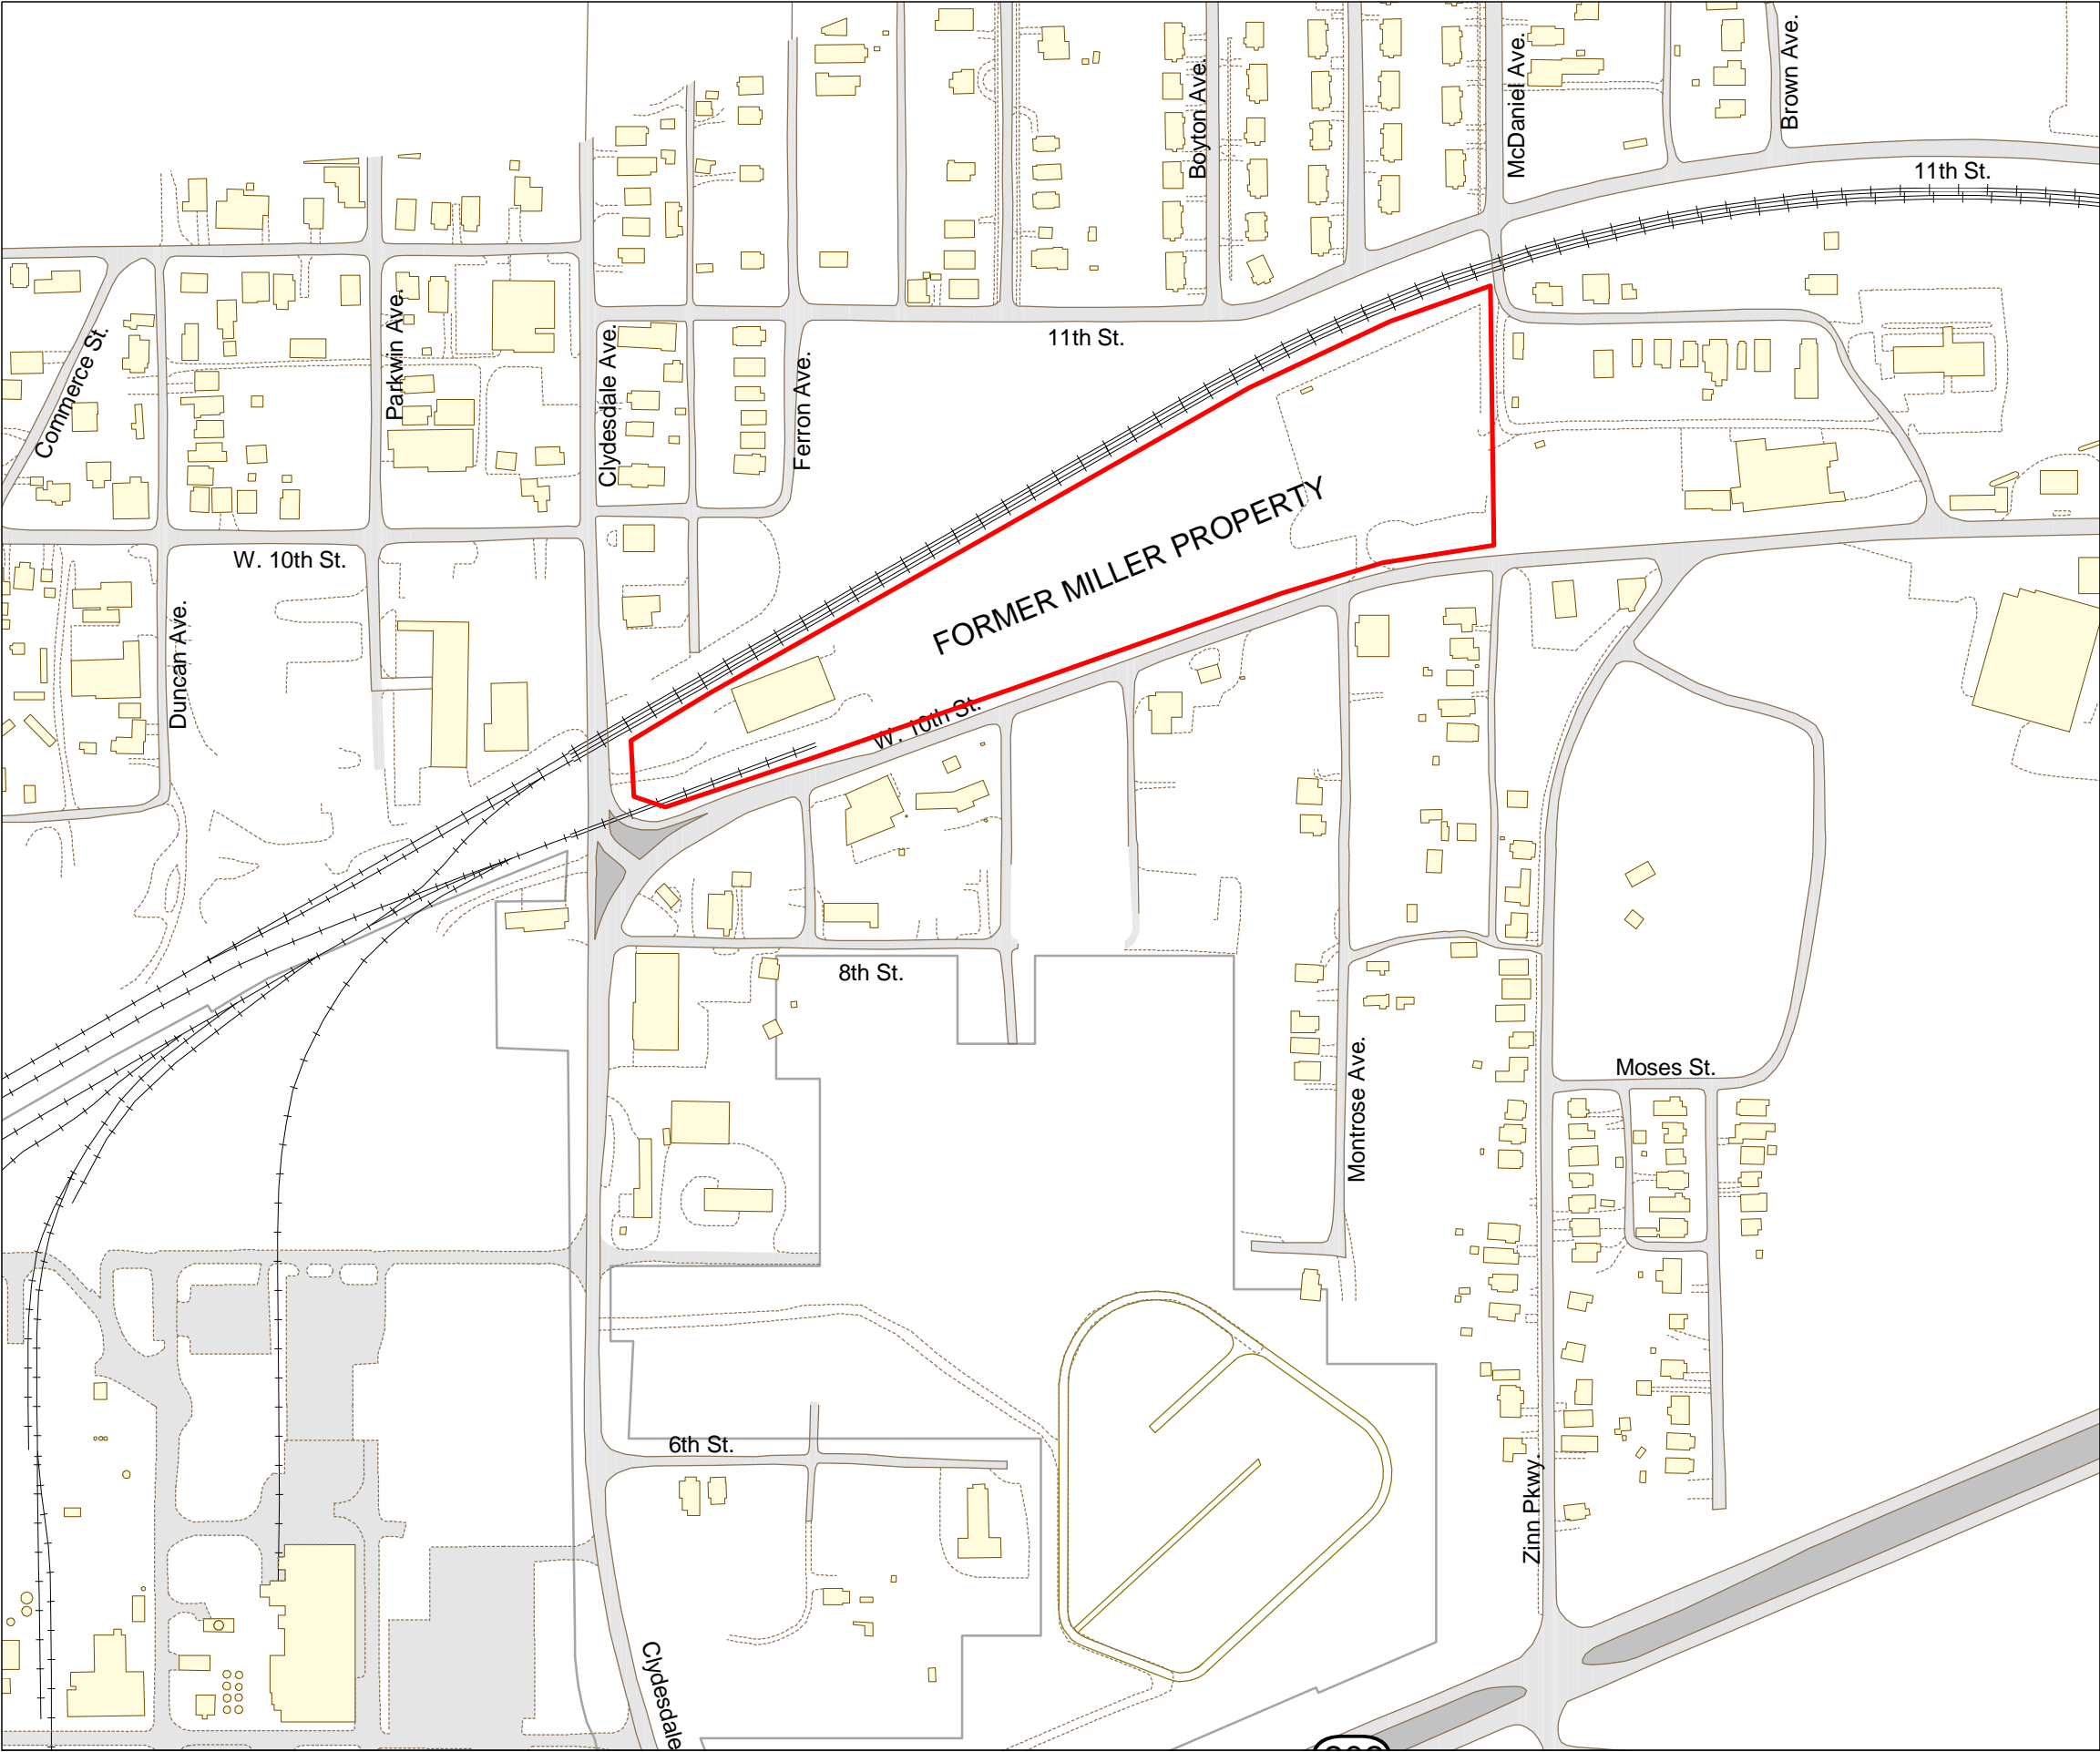 Brown Ave.
McDaniel Ave.
Boyton Ave.
11th St.
Commerce St.
Parkwin Ave.
Clydesdale Ave.
Ferron Ave.
11th St.
W. 10th St.
FORMER MILLER PROPERTY
Duncan Ave.
W. 10th St.
8th St.
Montrose Ave.
Moses St.
6th St.
Zinn Pkwy.
Clydesdale